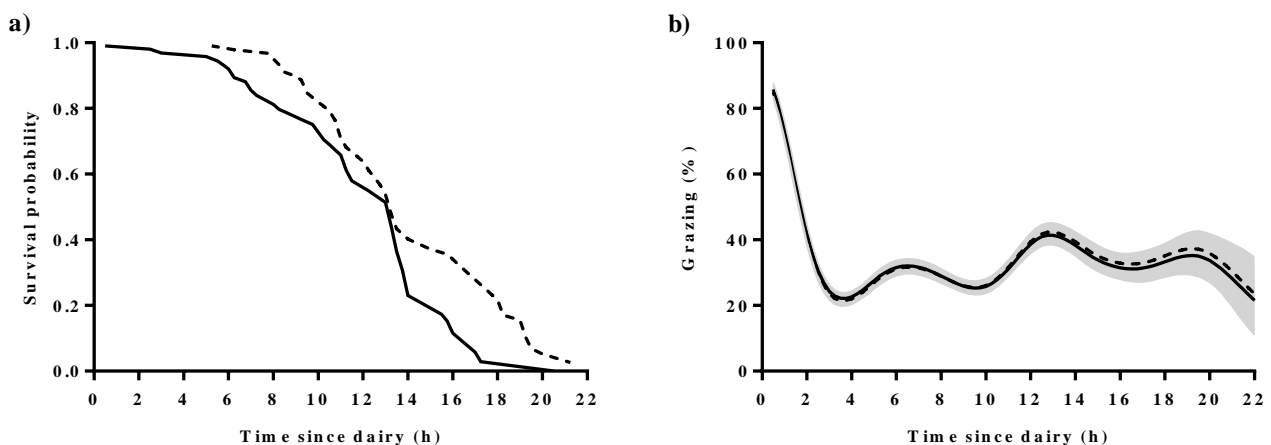 a)
Survival probability
1.0
0.8
0.6
0.4
0.2
0.0
0 2 4 6 8 10 12 14 16 18 20 22
Time since dairy (h)
b)
Grazing (%)
100
80
60
40
20
0
0 2 4 6 8 10 12 14 16 18 20 22
Time since dairy (h)